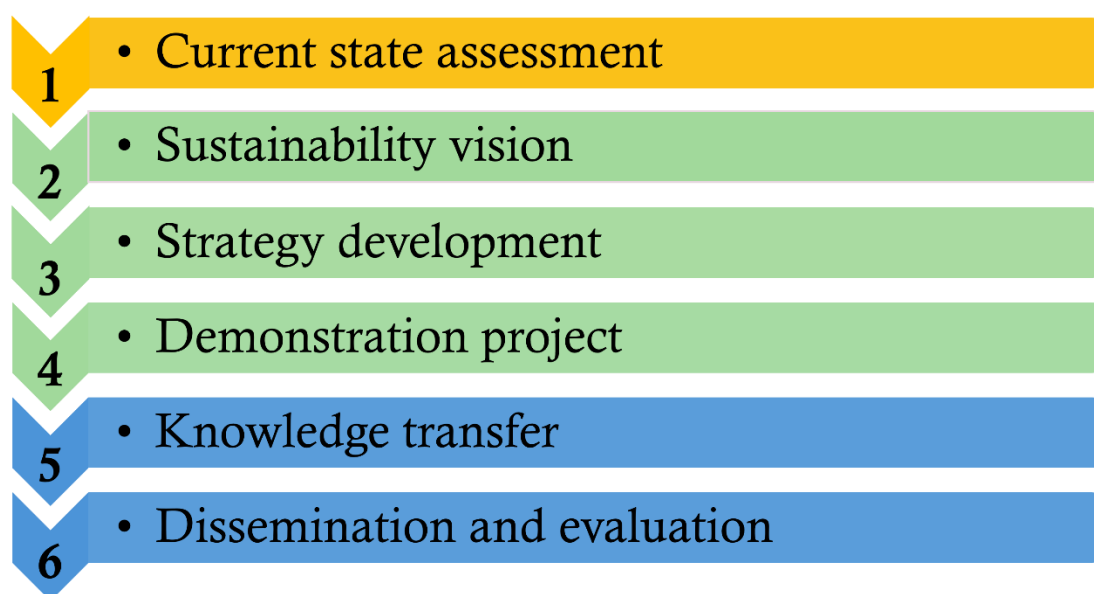 1 • Current state assessment
2 • Sustainability vision
3 • Strategy development
4 • Demonstration project
5 • Knowledge transfer
6 • Dissemination and evaluation